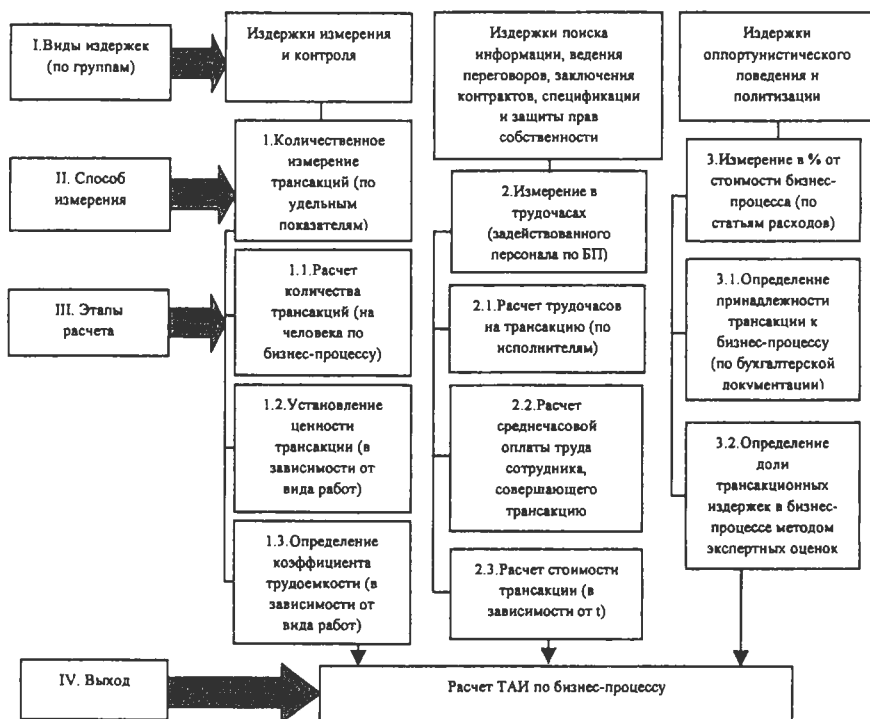 I.Виды издержек
(по группам)
Издержки измерения
и контроля
Издержки поиска
информации, ведения
переговоров, заключения
контрактов, спецификации
и защиты прав
собственности
Издержки
оппортунистического
поведения и
политизации
II. Способ
измерения
1.Количественное
измерение
трансакций (по
удельным
показателям)
2.Измерение в
трудочасах
(задействованного
персонала по БП)
3.Измерение в % от
стоимости бизнес-
процесса (по
статьям расходов)
III. Этапы
расчета
1.1.Расчет
количества
трансакций (на
человека по
бизнес-процессу)
2.1.Расчет трудочасов
на трансакцию (по
исполнителям)
3.1.Определение
принадлежности
трансакции к
бизнес-процессу
(по бухгалтерской
документации)
1.2.Установление
ценности
трансакции (в
зависимости от
вида работ)
2.2.Расчет
среднечасовой
оплаты труда
сотрудника,
совершающего
трансакцию
3.2.Определение
доли
трансакционных
издержек в бизнес-
процессе методом
экспертных оценок
1.3.Определение
коэффициента
трудоемкости (в
зависимости от
вида работ)
2.3.Расчет стоимости
трансакции (в
зависимости от t)
IV. Выход
Расчет ТАИ по бизнес-процессу